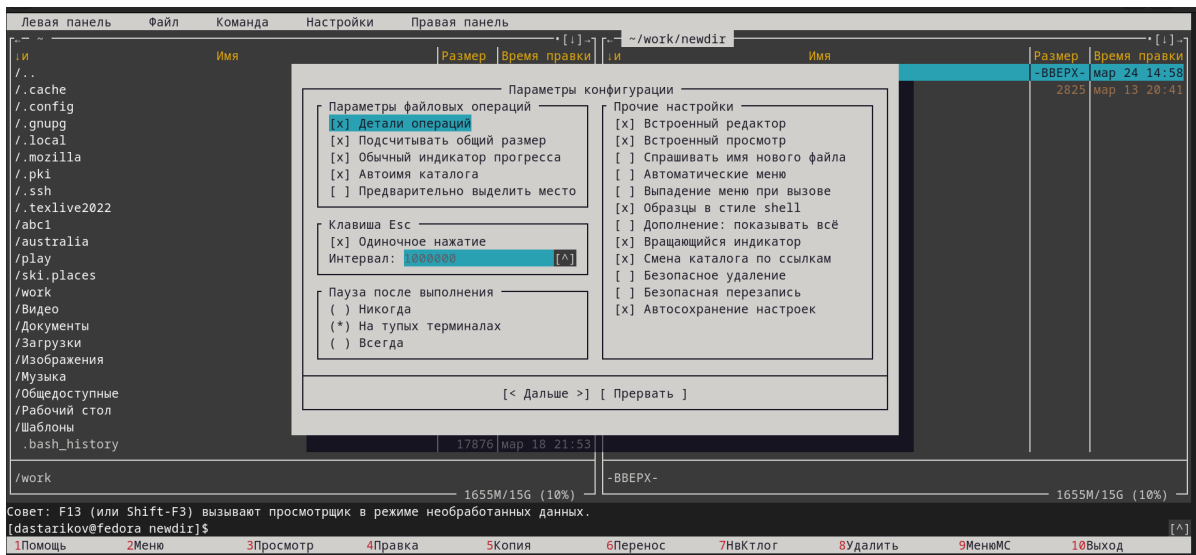 Левая панель Файл Команда Настройки Правая панель
~ [↓] ~/work/newdir [↓]
↓и Имя Размер Время правки ↓и Имя Размер Время правки
/.. -ВВЕРХ- мар 24 14:58
/.cache 2825 мар 13 20:41
/.config
/.gnupg
/.local
/.mozilla
/.pki
/.ssh
/.texlive2022
/abc1
/australia
/play
/ski.places
/work
/Видео
/Документы
/Загрузки
/Изображения
/Музыка
/Общедоступные
/Рабочий стол
/Шаблоны
.bash_history 17876 мар 18 21:53
Параметры конфигурации
Параметры файловых операций
[x] Детали операций
[x] Подсчитывать общий размер
[x] Обычный индикатор прогресса
[x] Автоимя каталога
[ ] Предварительно выделить место
Клавиша Esc
[x] Одиночное нажатие
Интервал: 1000000 [^]
Пауза после выполнения
( ) Никогда
(*) На тупых терминалах
( ) Всегда
Прочие настройки
[x] Встроенный редактор
[x] Встроенный просмотр
[ ] Спрашивать имя нового файла
[ ] Автоматические меню
[ ] Выпадение меню при вызове
[x] Образцы в стиле shell
[ ] Дополнение: показывать всё
[x] Вращающийся индикатор
[x] Смена каталога по ссылкам
[ ] Безопасное удаление
[ ] Безопасная перезапись
[x] Автосохранение настроек
[< Дальше >] [ Прервать ]
/work -ВВЕРХ-
1655M/15G (10%) 1655M/15G (10%)
Совет: F13 (или Shift-F3) вызывают просмотрщик в режиме необработанных данных.
[dastarikov@fedora newdir]$ [^]
1Помощь 2Меню 3Просмотр 4Правка 5Копия 6Перенос 7НвКтлог 8Удалить 9МенюMC 10Выход